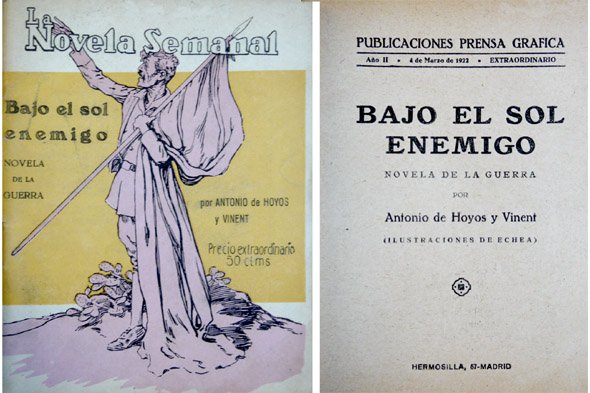 La
Novela Semanal
Bajo el sol
enemigo
NOVELA
DE LA
GUERRA
por ANTONIO de HOYOS
y VINENT
Precio extraordinario
50 ctms
PUBLICACIONES PRENSA GRAFICA
Año II • 4 de Marzo de 1922 • EXTRAORDINARIO
BAJO EL SOL
ENEMIGO
NOVELA DE LA GUERRA
POR
Antonio de Hoyos y Vinent
(ILUSTRACIONES DE ECHEA)
HERMOSILLA, 57-MADRID